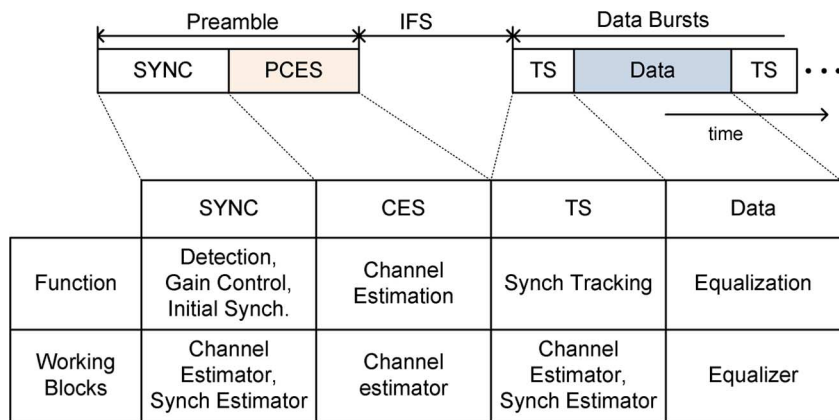 Preamble IFS Data Bursts
SYNC PCES TS Data TS
time
SYNC CES TS Data
Function
Detection,
Gain Control,
Initial Synch.
Channel
Estimation
Synch Tracking
Equalization
Working
Blocks
Channel
Estimator,
Synch Estimator
Channel
estimator
Channel
Estimator,
Synch Estimator
Equalizer